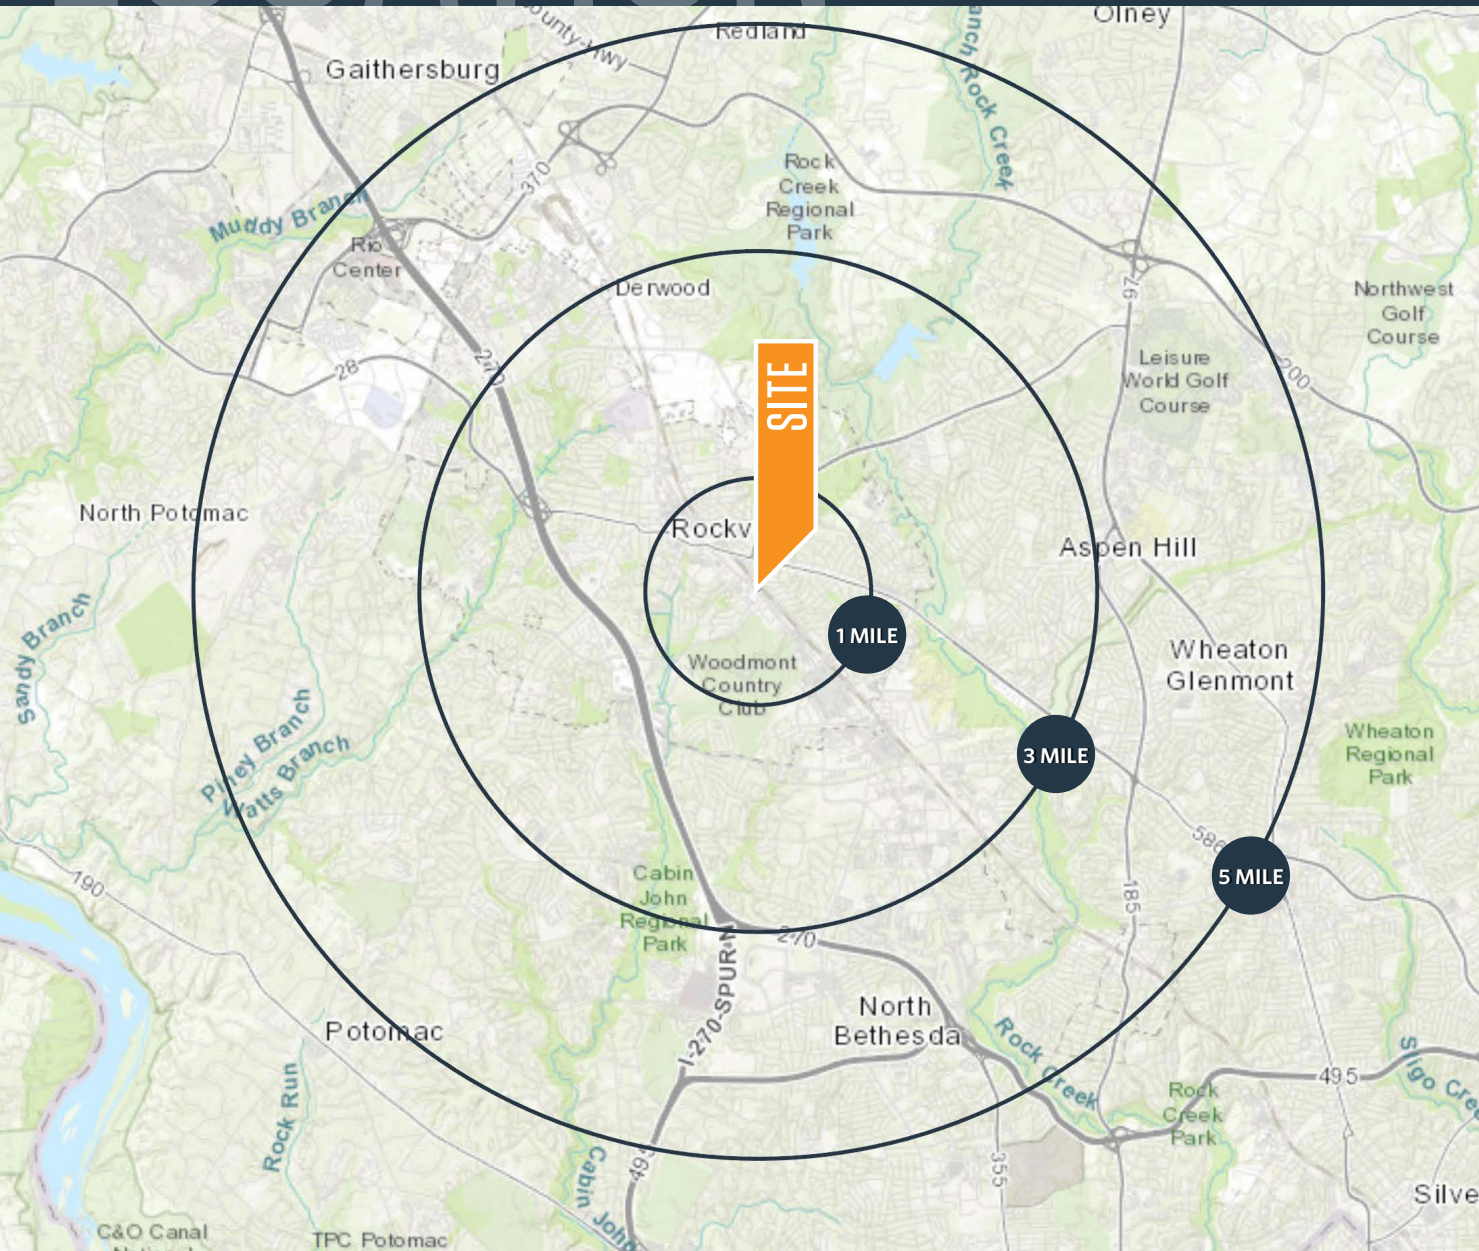 Olney
Redland
County-Hwy
Gaithersburg
anch Rock Creek
370
Rock
Creek
Regional
Park
Muddy Branch
Rio
Center
Derwood
97
Northwest
Golf
Course
270
28
Leisure
World Golf
Course
200
SITE
North Potomac
Rockv
Aspen Hill
Sandy Branch
1 MILE
Woodmont
Country
Club
Wheaton
Glenmont
Piney Branch
Watts Branch
3 MILE
Wheaton
Regional
Park
586
190
Cabin
John
Regional
Park
185
5 MILE
270
I-270-SPUR-N
North
Bethesda
Potomac
Rock Creek
Rock Run
495
Sligo Cree
Rock
Creek
Park
495
355
Cabin John
Silve
C&O Canal
National
TPC Potomac